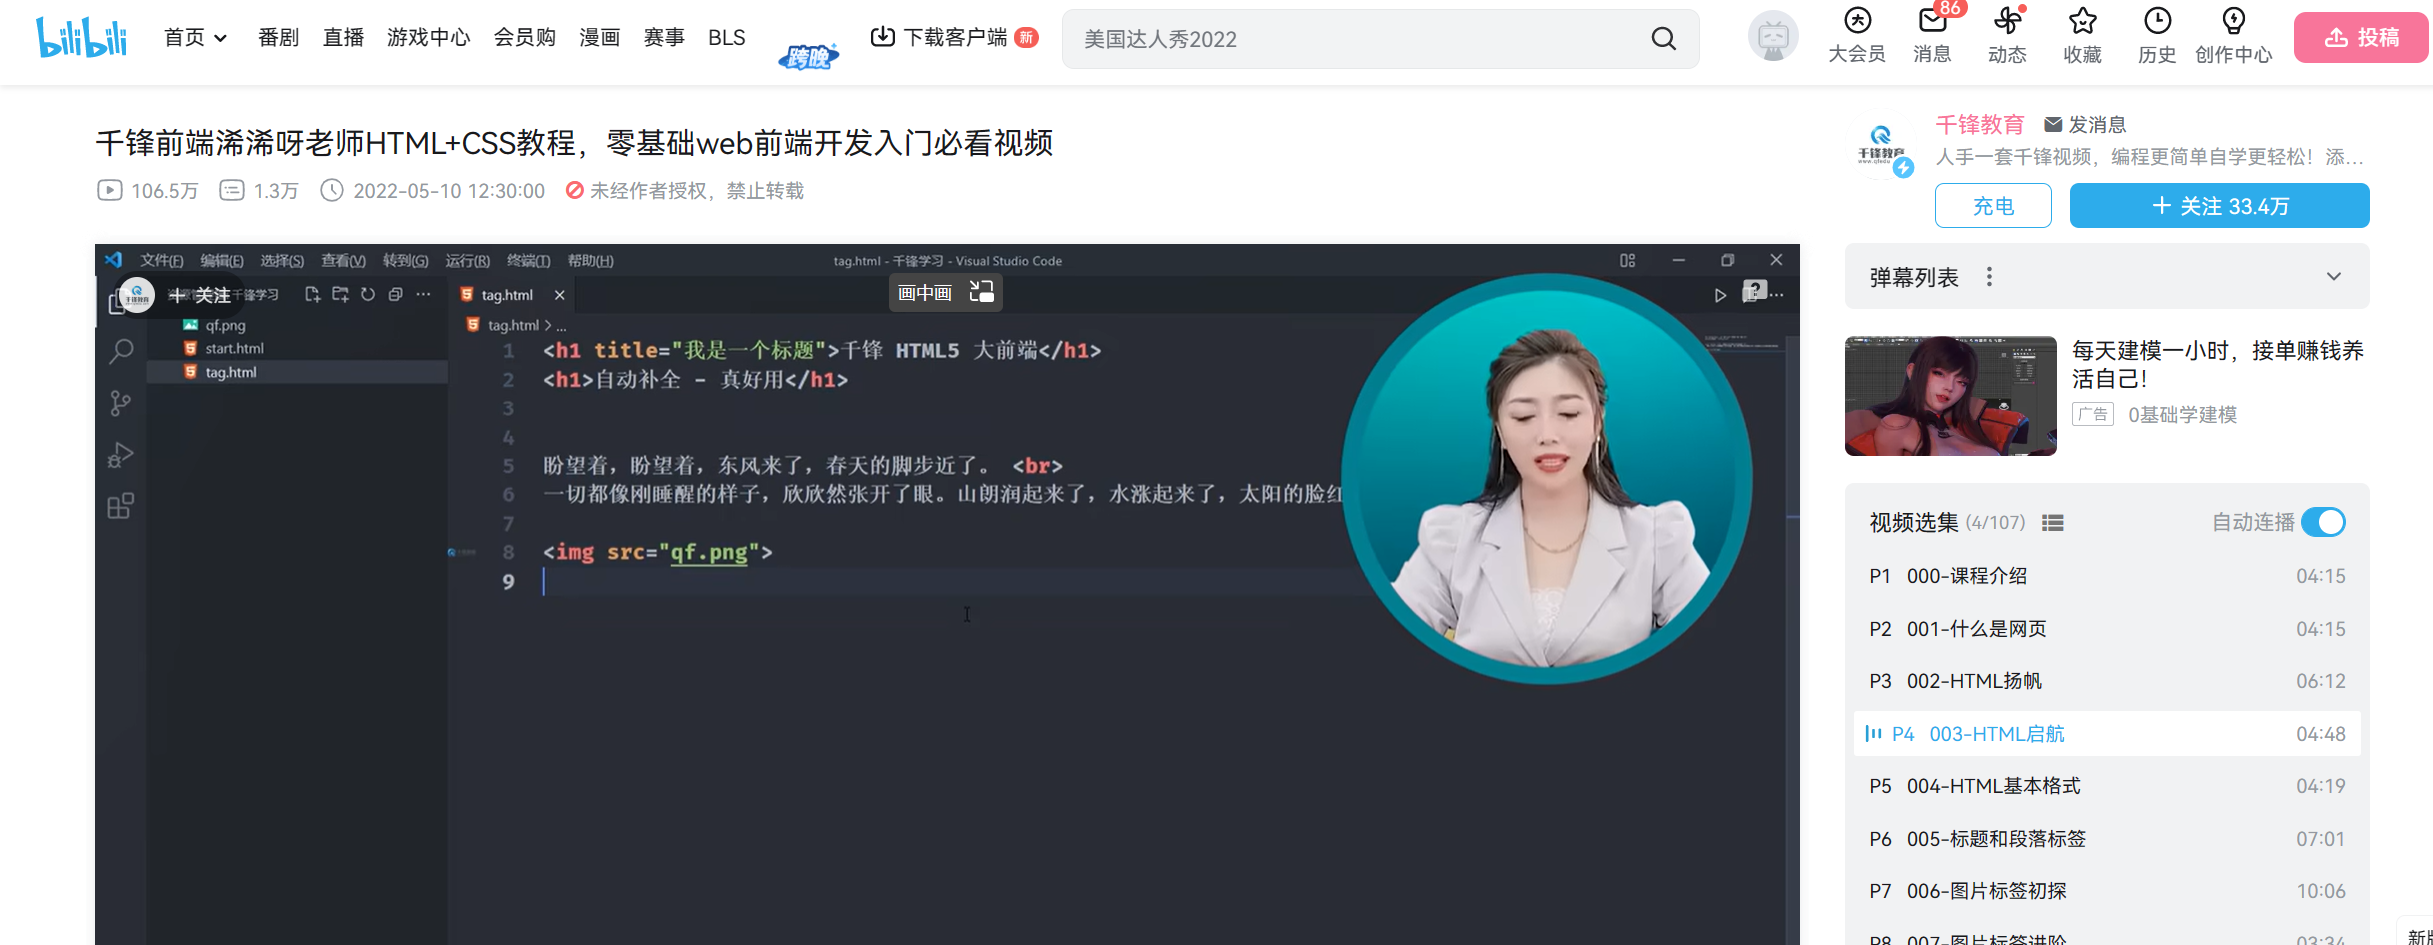 bilibili
首页 番剧 直播 游戏中心 会员购 漫画 赛事 BLS 跨晚 下载客户端 新
美国达人秀2022
大会员 86 消息 动态 收藏 历史 创作中心 投稿
千锋前端浠浠呀老师HTML+CSS教程，零基础web前端开发入门必看视频
106.5万 1.3万 2022-05-10 12:30:00 未经作者授权，禁止转载
千锋教育 发消息
人手一套千锋视频，编程更简单自学更轻松！添…
千锋教育
充电 + 关注 33.4万
弹幕列表
每天建模一小时，接单赚钱养
活自己！
广告 0基础学建模
文件(F) 编辑(E) 选择(S) 查看(V) 转到(G) 运行(R) 终端(T) 帮助(H)
tag.html - 千锋学习 - Visual Studio Code
+ 关注 千锋学习
tag.html
画中画
qf.png
start.html
tag.html
tag.html > ...
1 <h1 title="我是一个标题">千锋 HTML5 大前端</h1>
2 <h1>自动补全 - 真好用</h1>
3
4
5 盼望着，盼望着，东风来了，春天的脚步近了。 <br>
6 一切都像刚睡醒的样子，欣欣然张开了眼。山朗润起来了，水涨起来了，太阳的脸红
7
8 <img src="qf.png">
9
视频选集 (4/107) 自动连播
P1 000-课程介绍 04:15
P2 001-什么是网页 04:15
P3 002-HTML扬帆 06:12
P4 003-HTML启航 04:48
P5 004-HTML基本格式 04:19
P6 005-标题和段落标签 07:01
P7 006-图片标签初探 10:06
P8 007-图片标签进阶 03:34